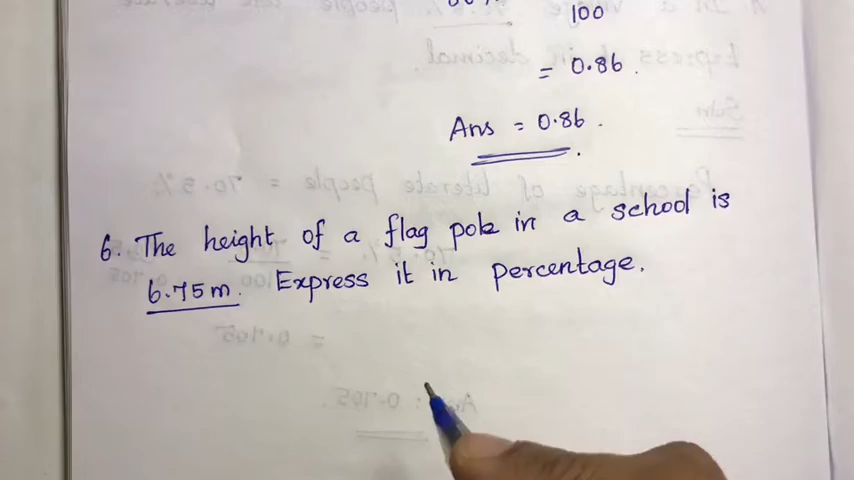 100
= 0.86.
Ans = 0.86.
6. The height of a flag pole in a school is
6.75m. Express it in percentage.